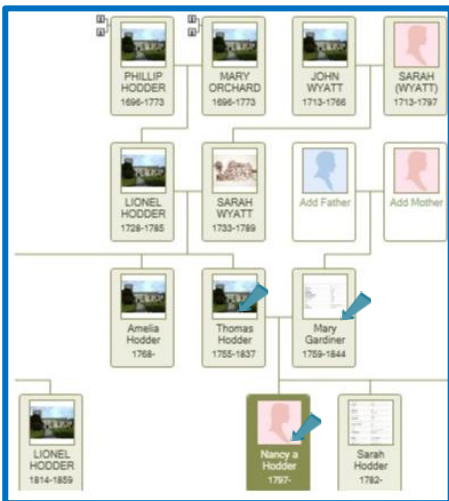 PHILLIP
HODDER
1696-1773
MARY
ORCHARD
1696-1773
JOHN
WYATT
1713-1766
SARAH
(WYATT)
1713-1797
LIONEL
HODDER
1728-1785
SARAH
WYATT
1733-1789
Add Father
Add Mother
Amelia
Hodder
1768-
Thomas
Hodder
1755-1837
Mary
Gardiner
1759-1844
LIONEL
HODDER
1814-1859
Nancy a
Hodder
1797-
Sarah
Hodder
1782-